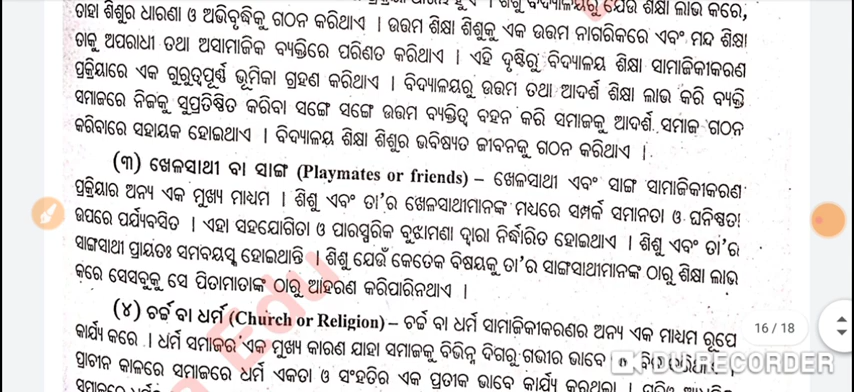 ଶିଶୁ ବିଦ୍ୟାଳୟରୁ ଯେଉଁ ଶିକ୍ଷା ଲାଭ କରେ,
ତାହା ଶିଶୁର ଧାରଣା ଓ ଅଭିବୃଦ୍ଧିକୁ ଗଠନ କରିଥାଏ । ଉତ୍ତମ ଶିକ୍ଷା ଶିଶୁକୁ ଏକ ଉତ୍ତମ ନାଗରିକରେ ଏବଂ ମନ୍ଦ ଶିକ୍ଷା
ତାକୁ ଅପରାଧୀ ତଥା ଅସାମାଜିକ ବ୍ୟକ୍ତିରେ ପରିଣତ କରିଥାଏ । ଏହି ଦୃଷ୍ଟିରୁ ବିଦ୍ୟାଳୟ ଶିକ୍ଷା ସାମାଜିକୀକରଣ
ପ୍ରକ୍ରିୟାରେ ଏକ ଗୁରୁତ୍ୱପୂର୍ଣ୍ଣ ଭୂମିକା ଗ୍ରହଣ କରିଥାଏ । ବିଦ୍ୟାଳୟରୁ ଉତ୍ତମ ତଥା ଆଦର୍ଶ ଶିକ୍ଷା ଲାଭ କରି ବ୍ୟକ୍ତି
ସମାଜରେ ନିଜକୁ ସୁପ୍ରତିଷ୍ଠିତ କରିବା ସଙ୍ଗେ ସଙ୍ଗେ ଉତ୍ତମ ବ୍ୟକ୍ତିତ୍ୱ ବହନ କରି ସମାଜକୁ ଆଦର୍ଶ ସମାଜ ଗଠନ
କରିବାରେ ସହାୟକ ହୋଇଥାଏ । ବିଦ୍ୟାଳୟ ଶିକ୍ଷା ଶିଶୁର ଭବିଷ୍ୟତ ଜୀବନକୁ ଗଠନ କରିଥାଏ ।
(୩) ଖେଳସାଥୀ ବା ସାଙ୍ଗ (Playmates or friends) – ଖେଳସାଥୀ ଏବଂ ସାଙ୍ଗ ସାମାଜିକୀକରଣ
ପ୍ରକ୍ରିୟାର ଅନ୍ୟ ଏକ ମୁଖ୍ୟ ମାଧ୍ୟମ । ଶିଶୁ ଏବଂ ତା'ର ଖେଳସାଥୀମାନଙ୍କ ମଧ୍ୟରେ ସମ୍ପର୍କ ସମାନତା ଓ ଘନିଷ୍ଠତା
ଉପରେ ପର୍ଯ୍ୟବସିତ । ଏହା ସହଯୋଗିତା ଓ ପାରସ୍ପରିକ ବୁଝାମଣା ଦ୍ୱାରା ନିର୍ଦ୍ଧାରିତ ହୋଇଥାଏ । ଶିଶୁ ଏବଂ ତା'ର
ସାଙ୍ଗସାଥୀ ପ୍ରାୟତଃ ସମବୟସ୍କ ହୋଇଥାନ୍ତି । ଶିଶୁ ଯେଉଁ କେତେକ ବିଷୟକୁ ତା'ର ସାଙ୍ଗସାଥୀମାନଙ୍କ ଠାରୁ ଶିକ୍ଷା ଲାଭ
କରେ ସେସବୁକୁ ସେ ପିତାମାତାଙ୍କ ଠାରୁ ଆହରଣ କରିପାରିନଥାଏ ।
(୪) ଚର୍ଚ୍ଚ ବା ଧର୍ମ (Church or Religion) – ଚର୍ଚ୍ଚ ବା ଧର୍ମ ସାମାଜିକୀକରଣର ଅନ୍ୟ ଏକ ମାଧ୍ୟମ ରୂପେ
16 / 18
କାର୍ଯ୍ୟ କରେ । ଧର୍ମ ସମାଜର ଏକ ମୁଖ୍ୟ କାରଣ ଯାହା ସମାଜକୁ ବିଭିନ୍ନ ଦିଗରୁ ଗଭୀର ଭାବେ
DU RECORDER
ପ୍ରାଚୀନ କାଳରେ ସମାଜରେ ଧର୍ମ ଏକତା ଓ ସଂହତିର ଏକ ପ୍ରତୀକ ଭାବେ କାର୍ଯ୍ୟ କରୁଥିଲା ।
Edu